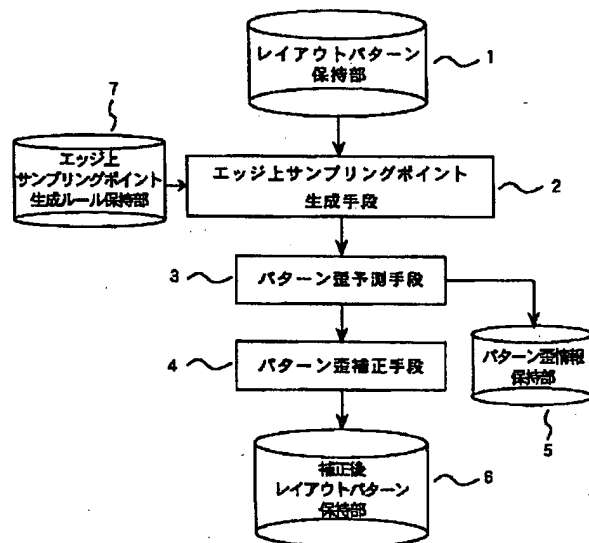 レイアウトパターン
保持部
1
7
エッジ上
サンプリングポイント
生成ルール保持部
エッジ上サンプリングポイント
生成手段
2
3
パターン歪予測手段
4
パターン歪補正手段
パターン歪情報
保持部
5
補正後
レイアウトパターン
保持部
6